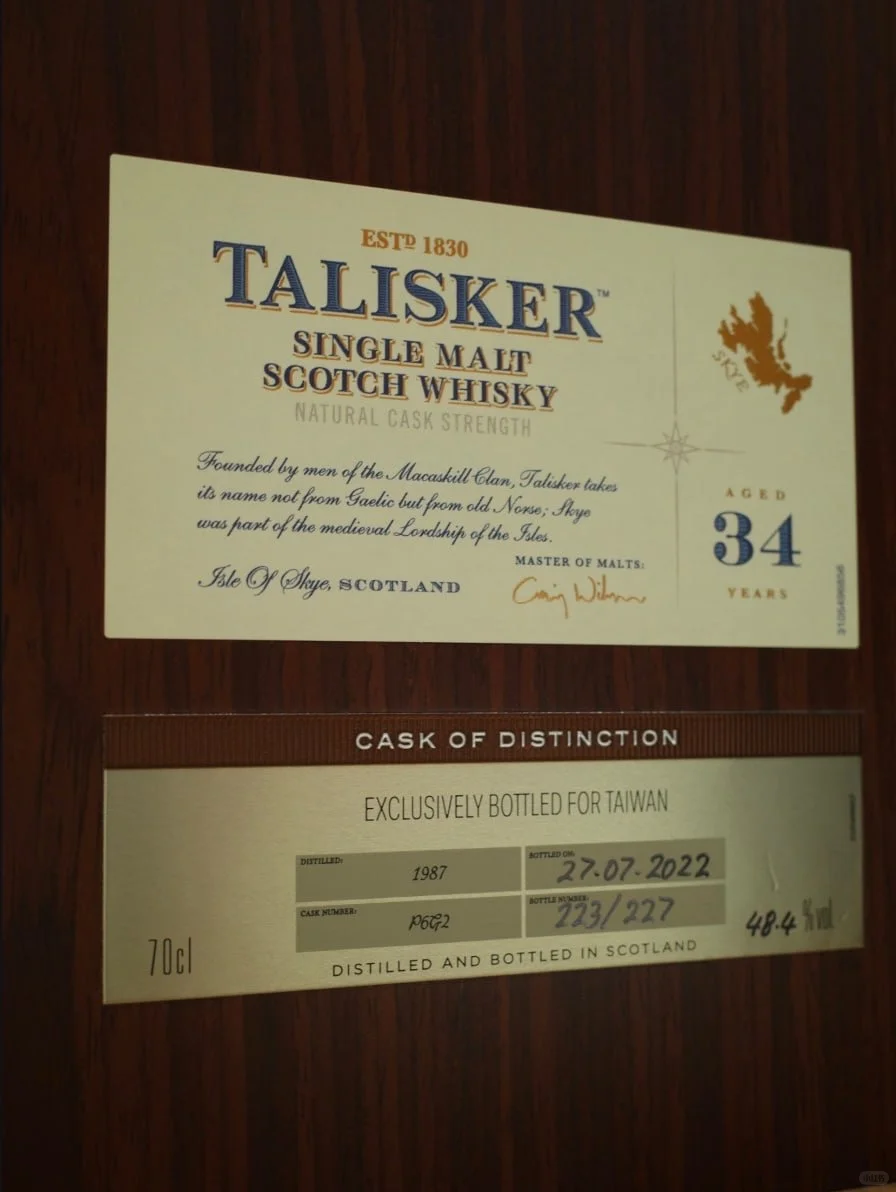 ESTD 1830
TALISKER™
SINGLE MALT
SCOTCH WHISKY
NATURAL CASK STRENGTH
Founded by men of the Macaskill Clan, Talisker takes
its name not from Gaelic but from old Norse; Skye
was part of the medieval Lordship of the Isles.
Isle Of Skye, SCOTLAND
MASTER OF MALTS:
Craig Wilson
SKYE
AGED
34
YEARS
CASK OF DISTINCTION
EXCLUSIVELY BOTTLED FOR TAIWAN
DISTILLED: 1987
BOTTLED ON: 27.07.2022
CASK NUMBER: P6G2
BOTTLE NUMBER: 223/227
48.4 % vol
70cl
DISTILLED AND BOTTLED IN SCOTLAND